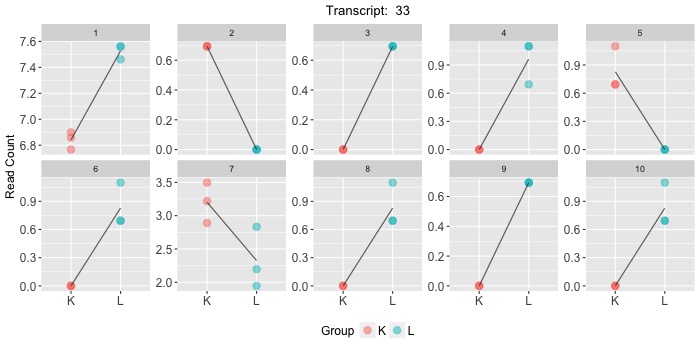 Transcript: 33
1 2 3 4 5
7.6 7.4 7.2 7.0 6.8
0.6 0.4 0.2 0.0
0.6 0.4 0.2 0.0
0.9 0.6 0.3 0.0
0.9 0.6 0.3 0.0
Read Count
6 7 8 9 10
0.9 0.6 0.3 0.0
3.5 3.0 2.5 2.0
0.9 0.6 0.3 0.0
0.6 0.4 0.2 0.0
0.9 0.6 0.3 0.0
K L K L K L K L K L
Group K L